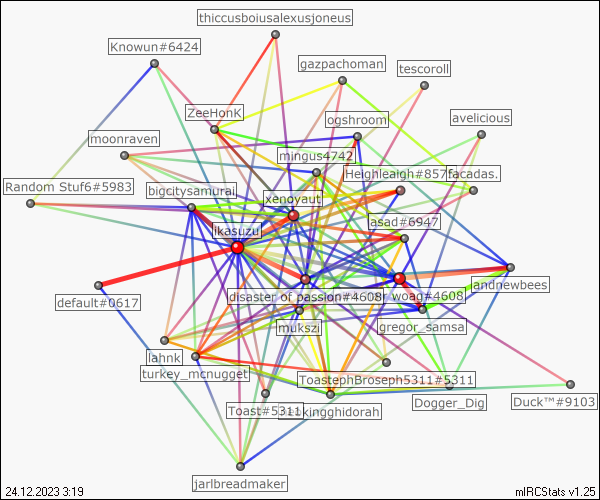 thiccusboiusalexusjoneus
Knowun#6424
gazpachoman
tescoroll
ZeeHonK
ogshroom
avelicious
moonraven
mingus4742
Heighleaigh#857
facadas.
Random Stuf6#5983
bigcitysamurai
xenoyaut
asad#6947
ikasuzu
andnewbees
default#0617
disaster of passion#4608
woag#4608
mukszi
gregor_samsa
lahnk
turkey_mcnugget
ToastephBroseph5311#5311
Toast#5311
kingghidorah
Dogger_Dig
Duck™#9103
jarlbreadmaker
24.12.2023 3:19
mIRCStats v1.25